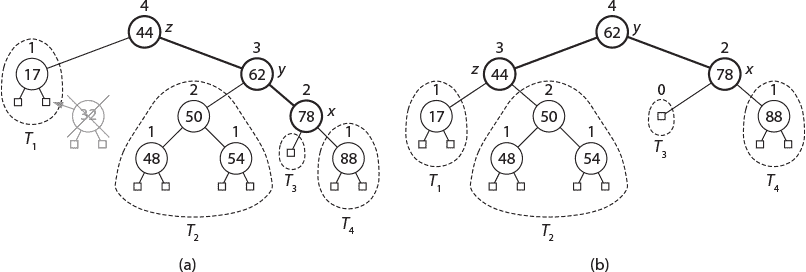 4 4
44 z 62 y
1 3 3 2
17 62 y z 44 78 x
32 2 2 1 2 0 1
T1 50 78 x 17 50 88
1 1 1 1 1 T3
48 54 88 T1 48 54 T4
T3
T2 T4 T2
(a) (b)